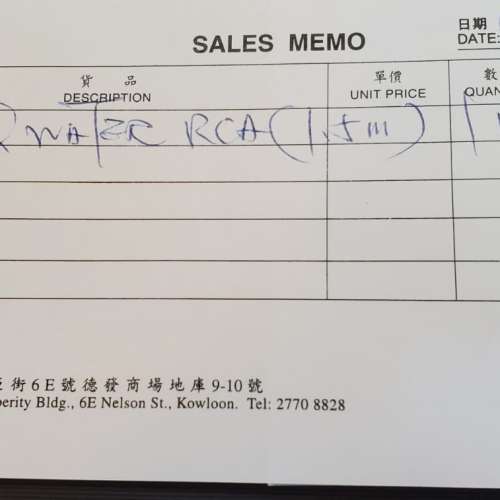 日期
SALES MEMO DATE:
貨品 單價 數
DESCRIPTION UNIT PRICE QUAN
WATER RCA (1.5m) 1
街6E號德發商場地庫9-10號
perity Bldg., 6E Nelson St., Kowloon. Tel: 2770 8828